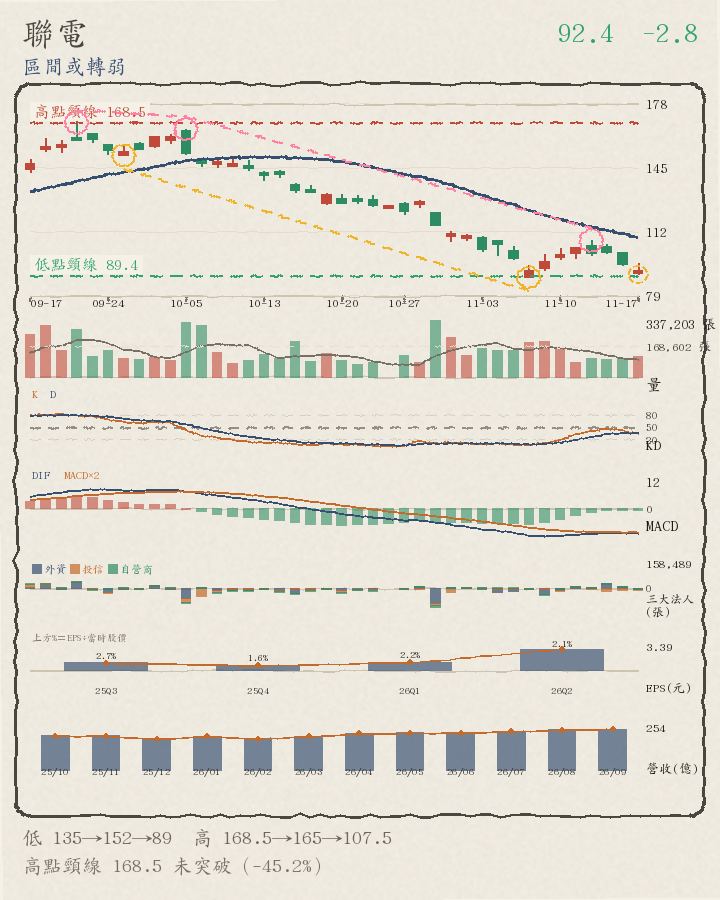 聯電
92.4 -2.8
區間或轉弱
高點頸線 168.5
178
145
112
79
低點頸線 89.4
09-17 09-24 10-05 10-13 10-20 10-27 11-03 11-10 11-17
337,203 張
168,602 張
量
K D
80
50
20
KD
DIF MACD×2
12
0
MACD
外資 投信 自營商
158,489
0
三大法人
(張)
上方%=EPS÷當時股價
2.7% 1.6% 2.2% 2.1%
3.39
25Q3 25Q4 26Q1 26Q2
EPS(元)
254
25/10 25/11 25/12 26/01 26/02 26/03 26/04 26/05 26/06 26/07 26/08 26/09
營收(億)
低 135→152→89 高 168.5→165→107.5
高點頸線 168.5 未突破 (-45.2%)